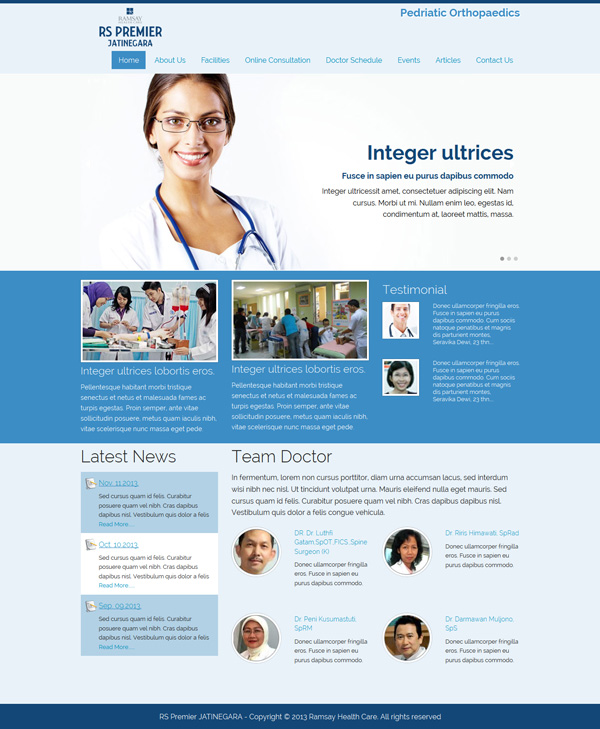 Pedriatic Orthopaedics
RAMSAY
HEALTH CARE
RS PREMIER
JATINEGARA
Home About Us Facilities Online Consultation Doctor Schedule Events Articles Contact Us
Integer ultrices
Fusce in sapien eu purus dapibus commodo
Integer ultricessit amet, consectetuer adipiscing elit. Nam
cursus. Morbi ut mi. Nullam enim leo, egestas id,
condimentum at, laoreet mattis, massa.
Integer ultrices lobortis eros.
Pellentesque habitant morbi tristique
senectus et netus et malesuada fames ac
turpis egestas. Proin semper, ante vitae
sollicitudin posuere, metus quam iaculis nibh,
vitae scelerisque nunc massa eget pede.
Integer ultrices lobortis eros.
Pellentesque habitant morbi tristique
senectus et netus et malesuada fames ac
turpis egestas. Proin semper, ante vitae
sollicitudin posuere, metus quam iaculis nibh,
vitae scelerisque nunc massa eget pede.
Testimonial
Donec ullamcorper fringilla eros.
Fusce in sapien eu purus
dapibus commodo. Cum sociis
natoque penatibus et magnis
dis parturient montes.
Seravika Dewi, 23 thn...
Donec ullamcorper fringilla eros.
Fusce in sapien eu purus
dapibus commodo. Cum sociis
natoque penatibus et magnis
dis parturient montes.
Seravika Dewi, 23 thn...
Latest News
Nov, 11.2013.
Sed cursus quam id felis. Curabitur
posuere quam vel nibh. Cras dapibus
dapibus nisl. Vestibulum quis dolor a felis
Read More.....
Oct, 10.2013.
Sed cursus quam id felis. Curabitur
posuere quam vel nibh. Cras dapibus
dapibus nisl. Vestibulum quis dolor a felis
Read More.....
Sep, 09.2013.
Sed cursus quam id felis. Curabitur
posuere quam vel nibh. Cras dapibus
dapibus nisl. Vestibulum quis dolor a felis
Read More.....
Team Doctor
In fermentum, lorem non cursus porttitor, diam urna accumsan lacus, sed interdum
wisi nibh nec nisl. Ut tincidunt volutpat urna. Mauris eleifend nulla eget mauris. Sed
cursus quam id felis. Curabitur posuere quam vel nibh. Cras dapibus dapibus nisl.
Vestibulum quis dolor a felis congue vehicula.
DR. Dr. Luthfi
Gatam,SpOT,FICS.,Spine
Surgeon (K)
Donec ullamcorper fringilla
eros. Fusce in sapien eu
purus dapibus commodo.
Dr. Riris Himawati, SpRad
Donec ullamcorper fringilla
eros. Fusce in sapien eu
purus dapibus commodo.
Dr. Peni Kusumastuti,
SpRM
Donec ullamcorper fringilla
eros. Fusce in sapien eu
purus dapibus commodo.
Dr. Darmawan Muljono,
SpS
Donec ullamcorper fringilla
eros. Fusce in sapien eu
purus dapibus commodo.
RS Premier JATINEGARA - Copyright © 2013 Ramsay Health Care. All rights reserved